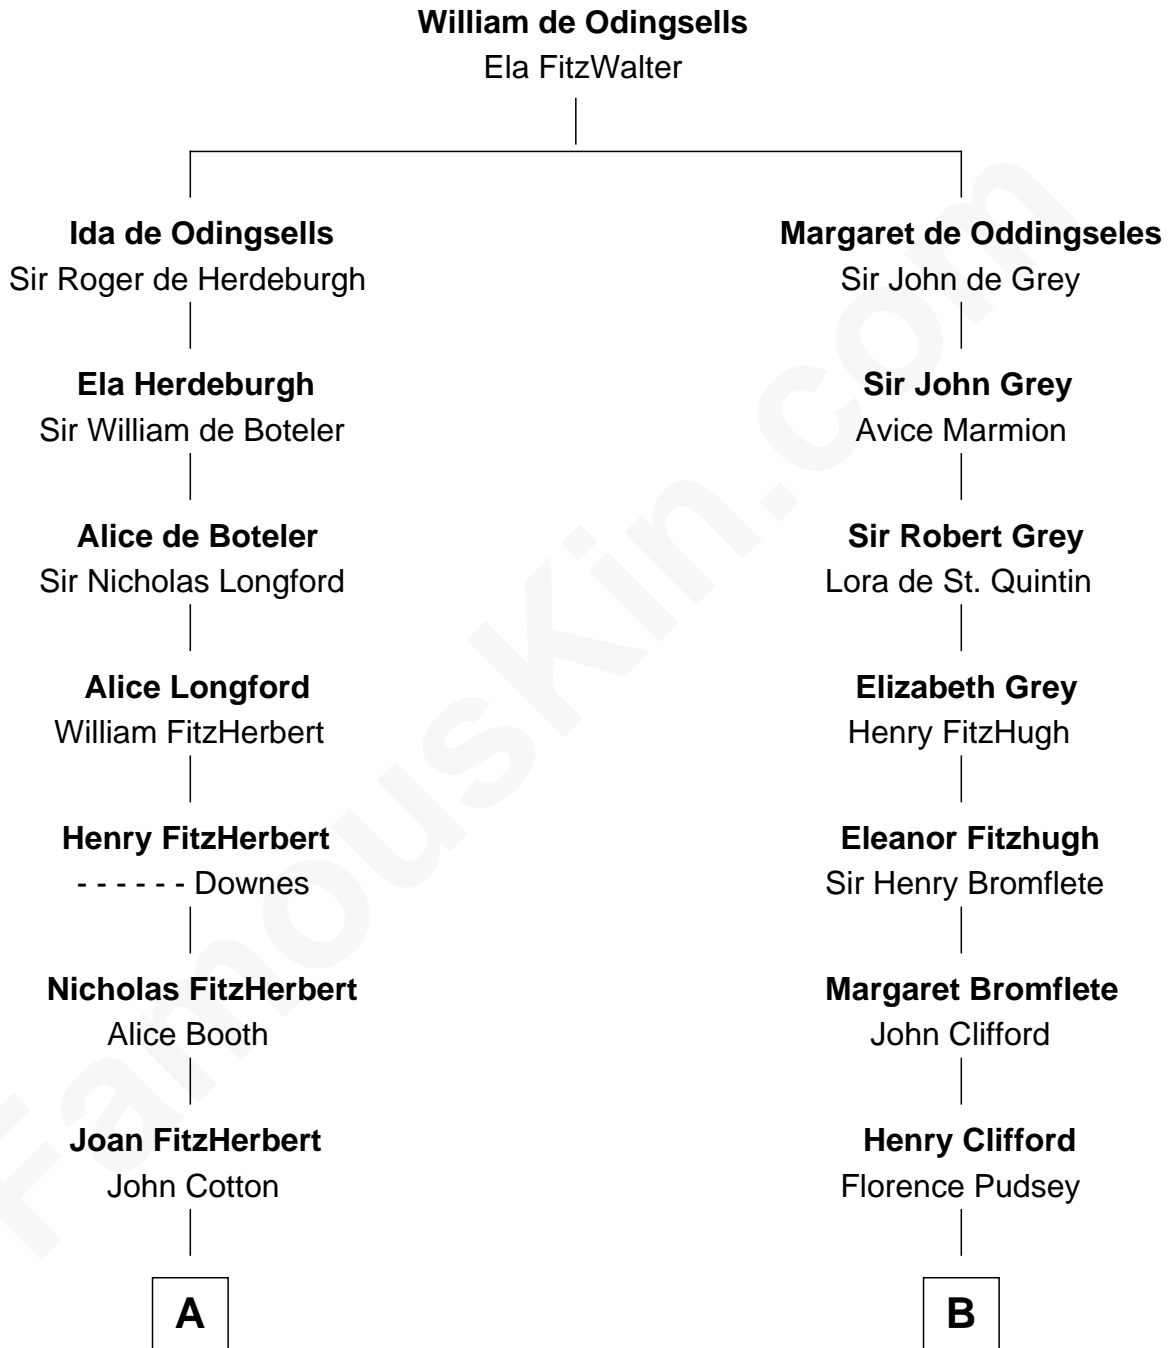 William de Odingsells
Ela FitzWalter
Ida de Odingsells
Sir Roger de Herdeburgh
Margaret de Oddingseles
Sir John de Grey
Ela Herdeburgh
Sir William de Boteler
Sir John Grey
Avice Marmion
Alice de Boteler
Sir Nicholas Longford
Sir Robert Grey
Lora de St. Quintin
Alice Longford
William FitzHerbert
Elizabeth Grey
Henry FitzHugh
Henry FitzHerbert
- - - - - - Downes
Eleanor Fitzhugh
Sir Henry Bromflete
Nicholas FitzHerbert
Alice Booth
Margaret Bromflete
John Clifford
Joan FitzHerbert
John Cotton
Henry Clifford
Florence Pudsey
A
B
FamousKin.com